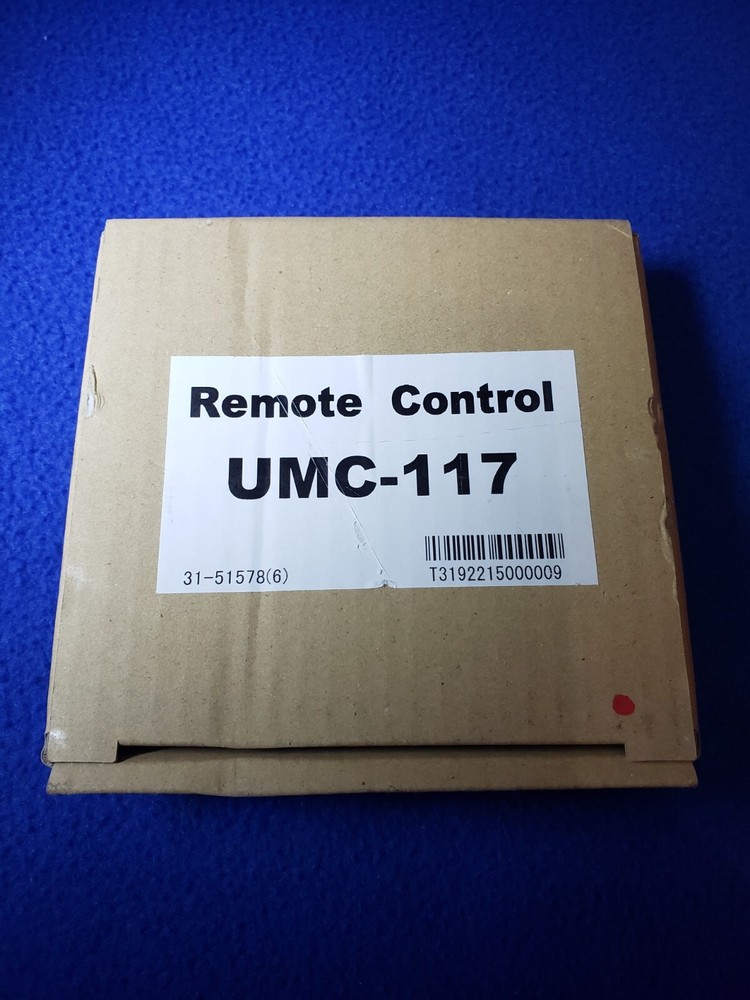 Remote Control
UMC-117
31-51578(6)
T3192215000009